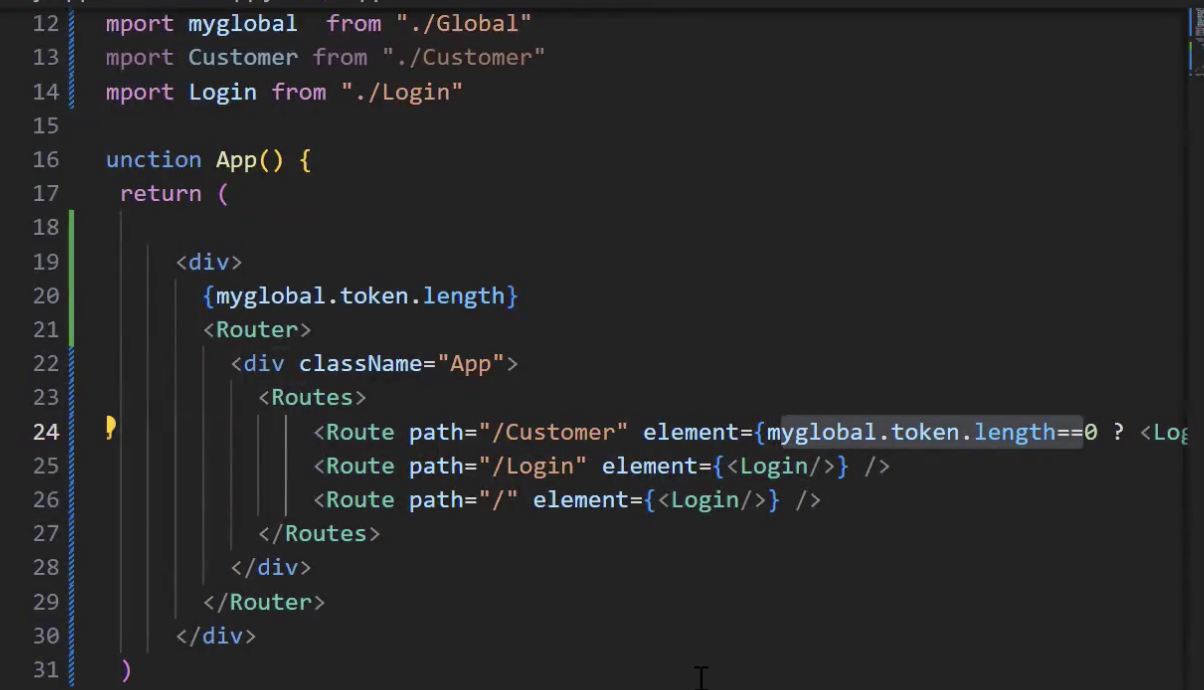 12 mport myglobal  from "./Global"
13 mport Customer from "./Customer"
14 mport Login from "./Login"
15
16 unction App() {
17 return (
18
19 <div>
20 {myglobal.token.length}
21 <Router>
22 <div className="App">
23 <Routes>
24 <Route path="/Customer" element={myglobal.token.length==0 ? <Log
25 <Route path="/Login" element={<Login/>} />
26 <Route path="/" element={<Login/>} />
27 </Routes>
28 </div>
29 </Router>
30 </div>
31 )